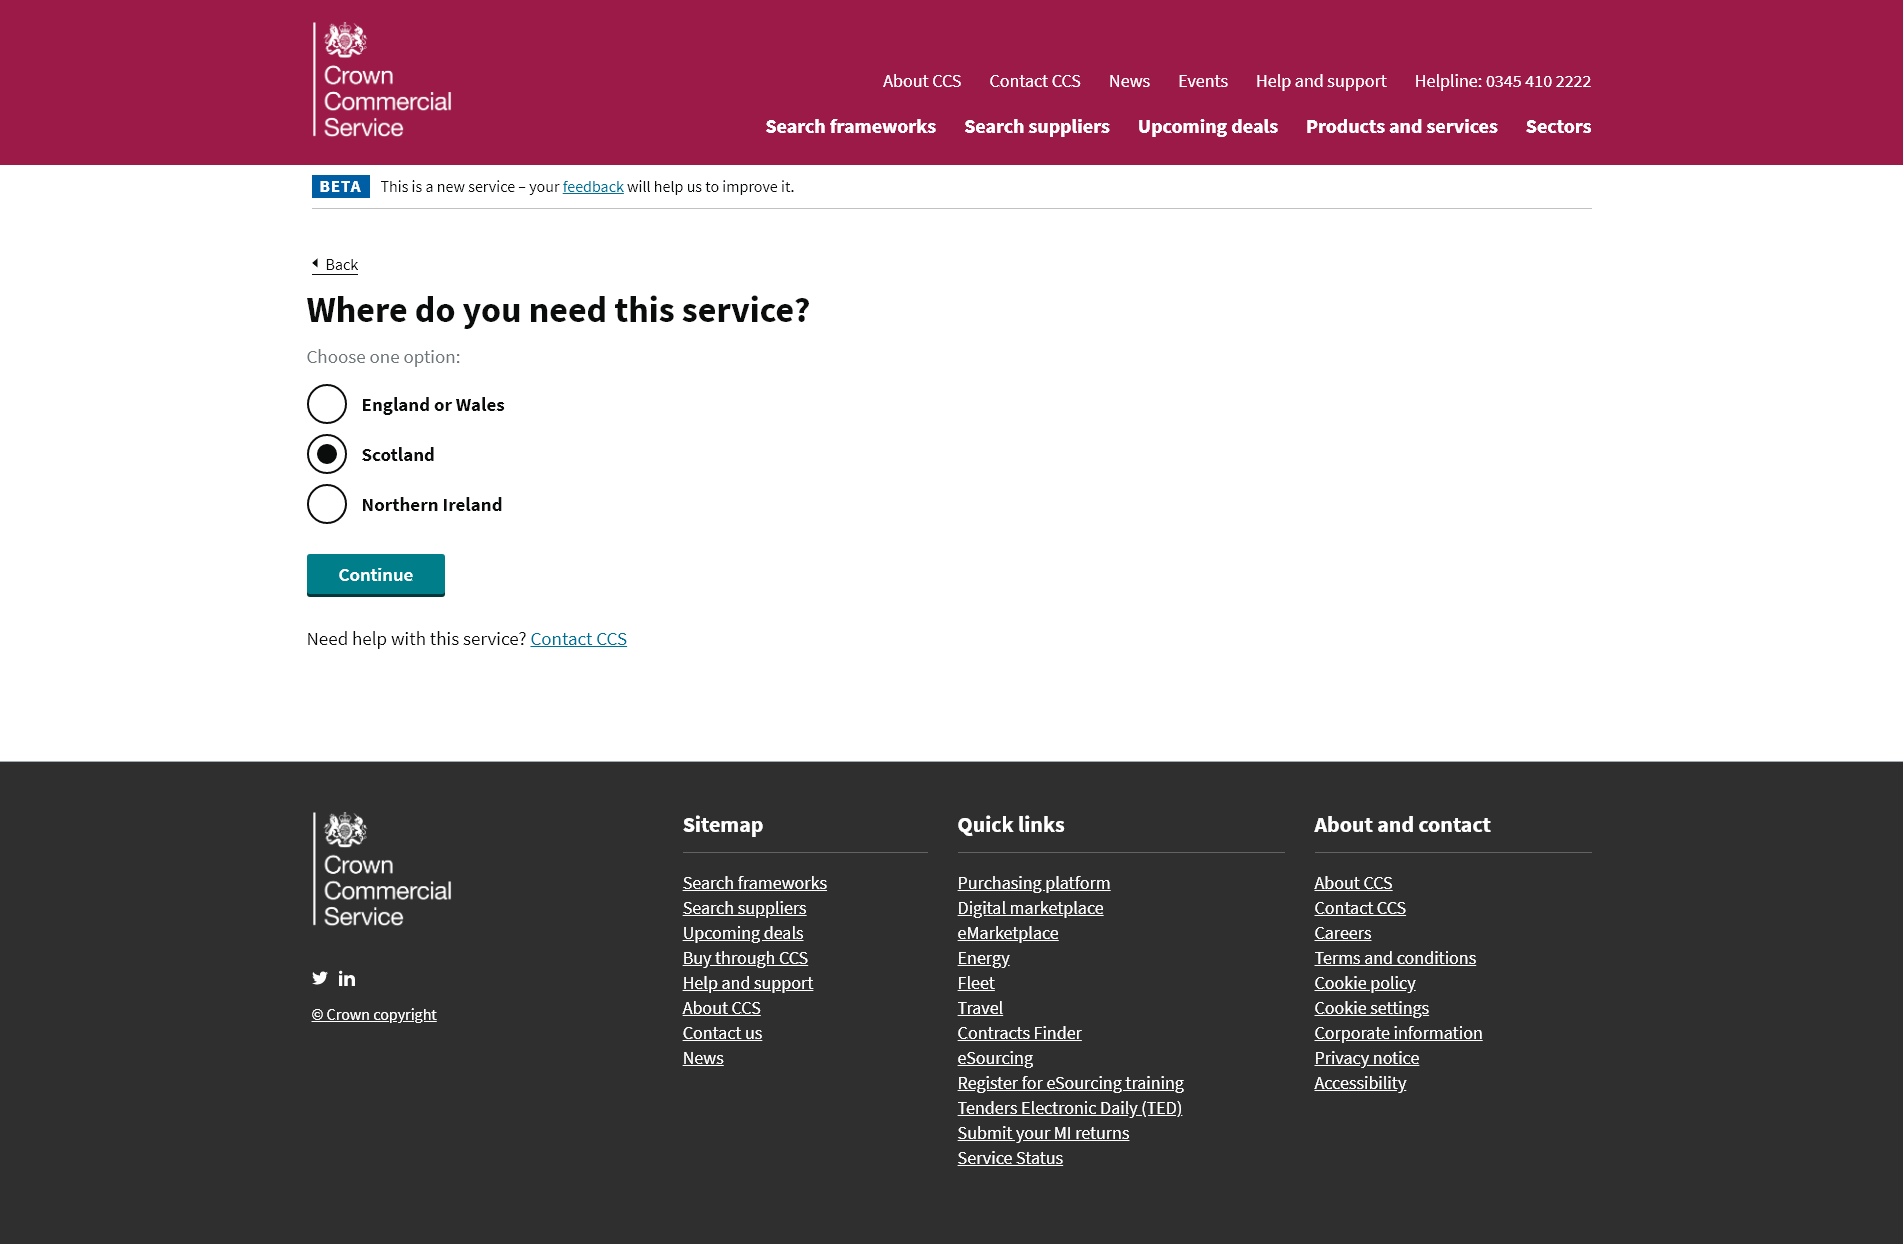 Crown
Commercial
Service
About CCS Contact CCS News Events Help and support Helpline: 0345 410 2222
Search frameworks Search suppliers Upcoming deals Products and services Sectors
BETA This is a new service – your feedback will help us to improve it.
Back
Where do you need this service?
Choose one option:
England or Wales
Scotland
Northern Ireland
Continue
Need help with this service? Contact CCS
Crown
Commercial
Service
© Crown copyright
Sitemap
Search frameworks
Search suppliers
Upcoming deals
Buy through CCS
Help and support
About CCS
Contact us
News
Quick links
Purchasing platform
Digital marketplace
eMarketplace
Energy
Fleet
Travel
Contracts Finder
eSourcing
Register for eSourcing training
Tenders Electronic Daily (TED)
Submit your MI returns
Service Status
About and contact
About CCS
Contact CCS
Careers
Terms and conditions
Cookie policy
Cookie settings
Corporate information
Privacy notice
Accessibility